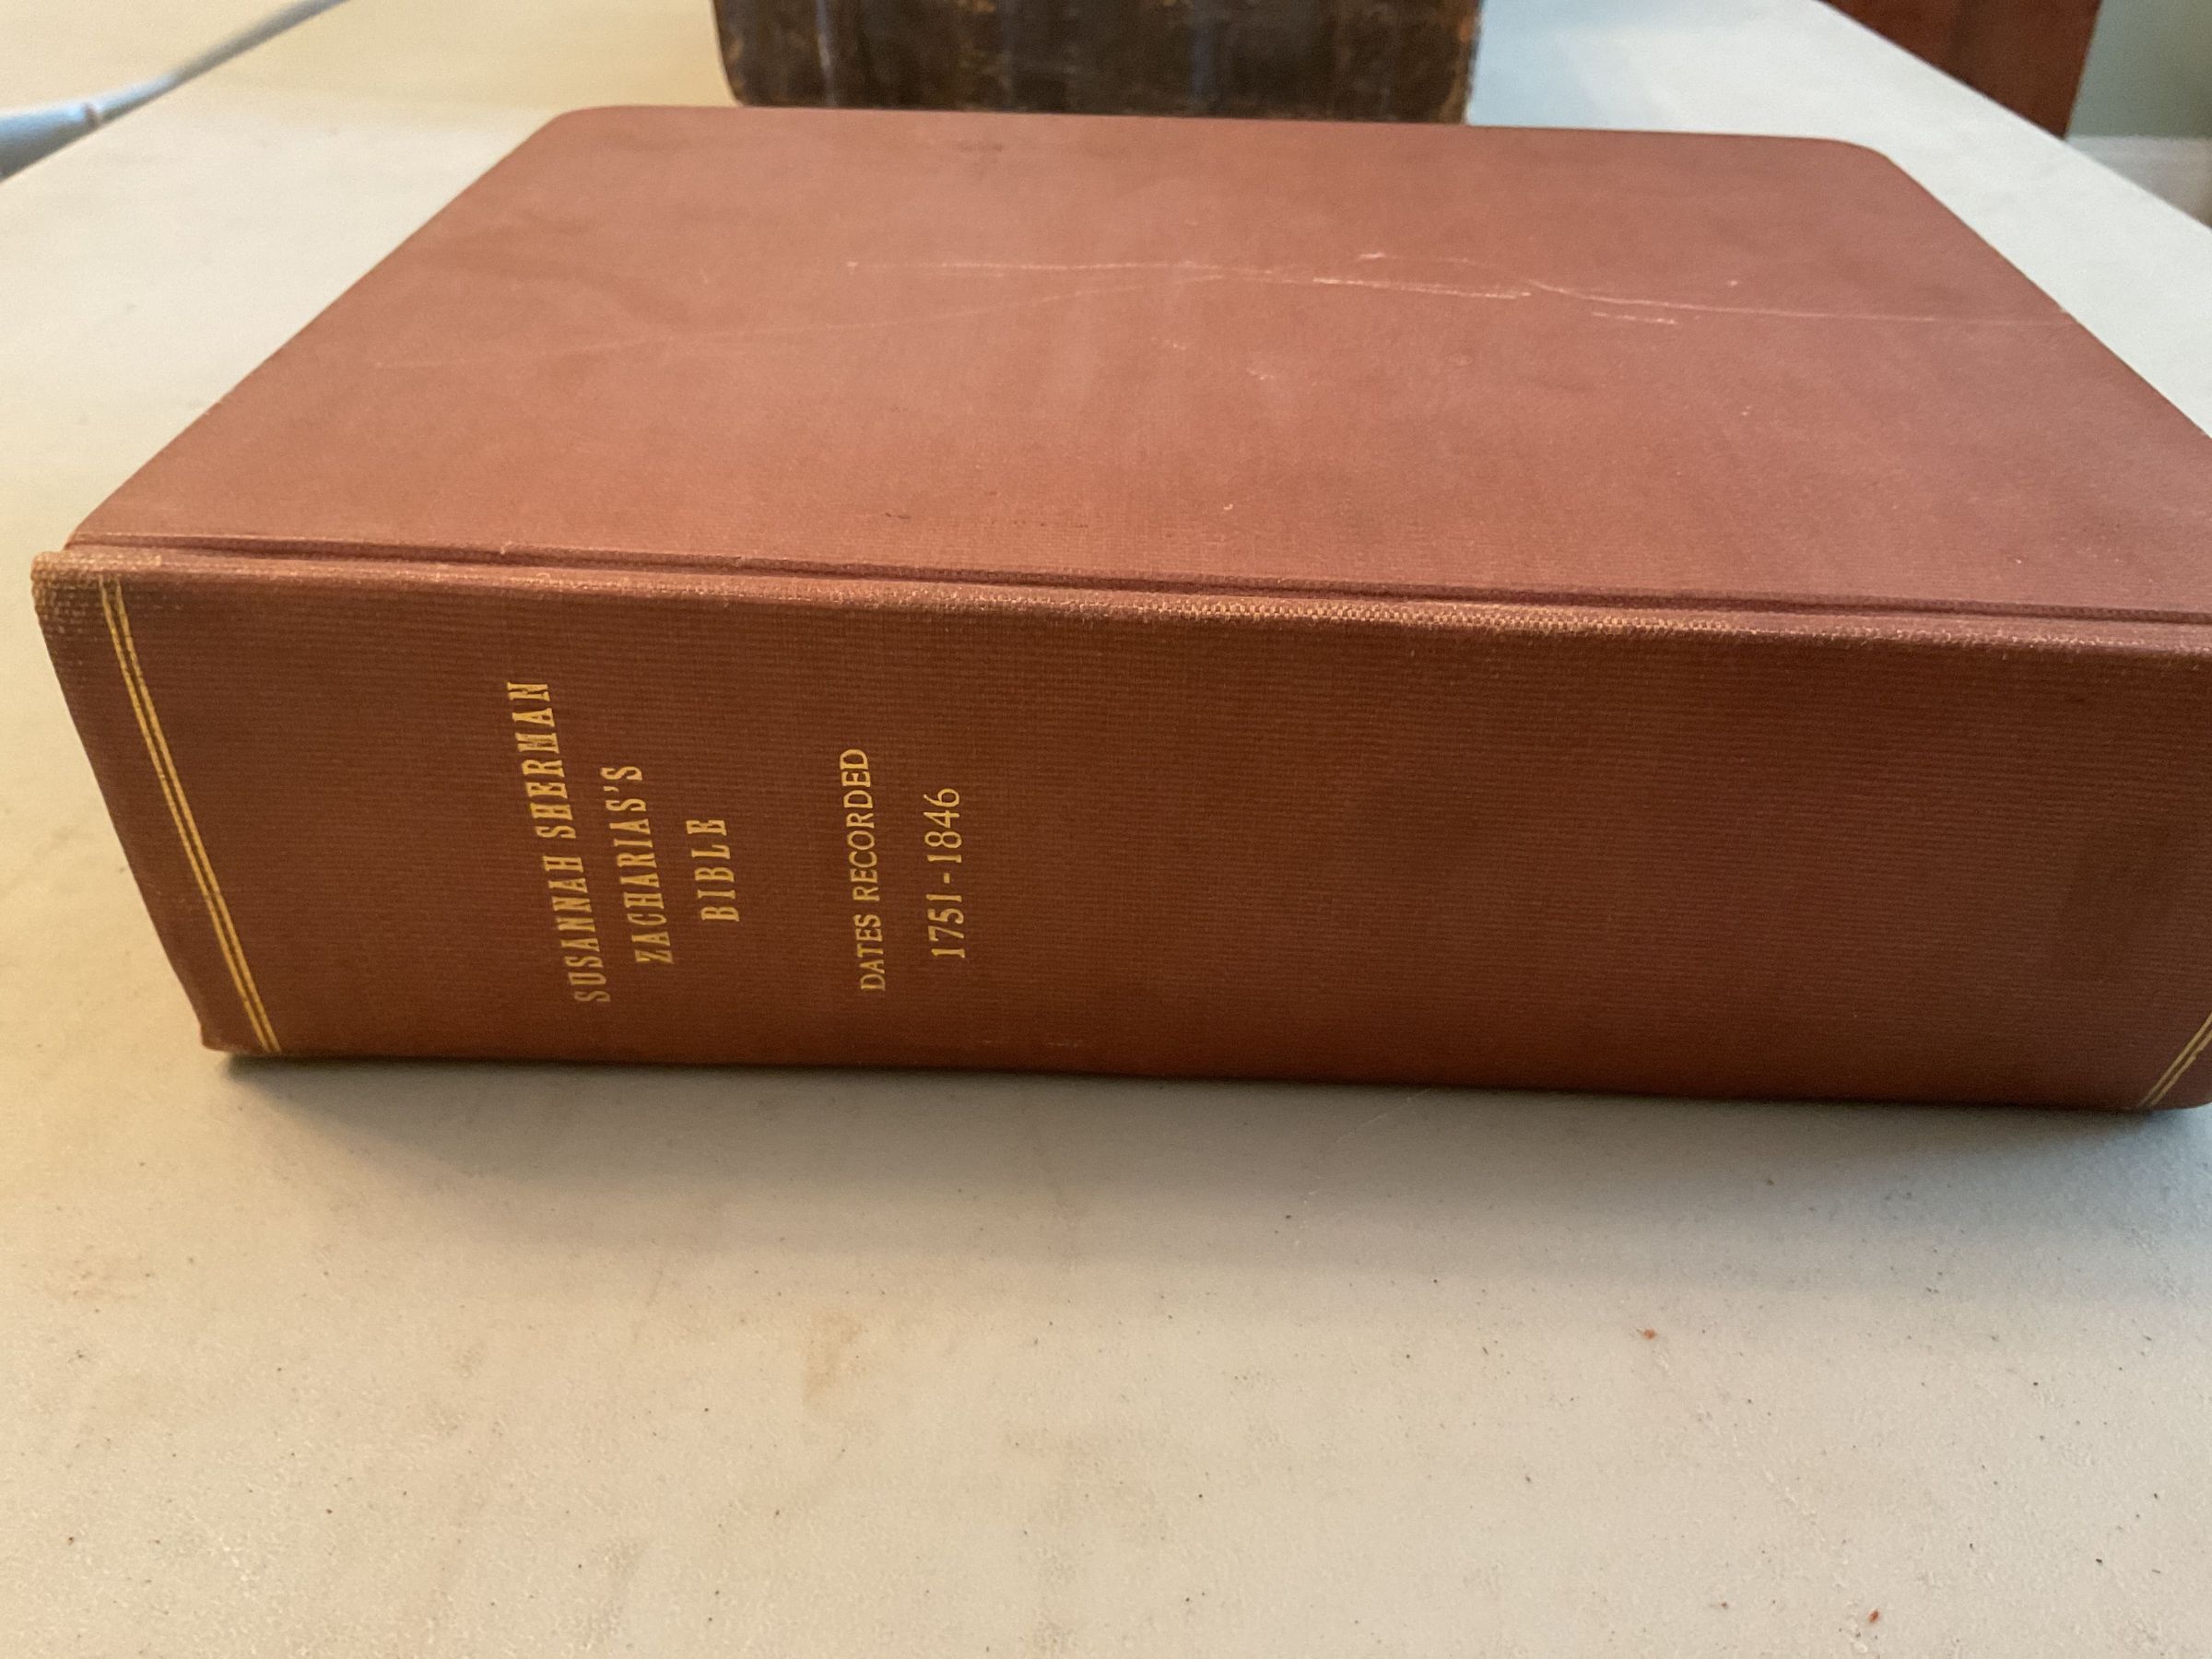 SUSANNAH SHERMAN
ZACHARIAS'S
BIBLE
DATES RECORDED
1751-1846